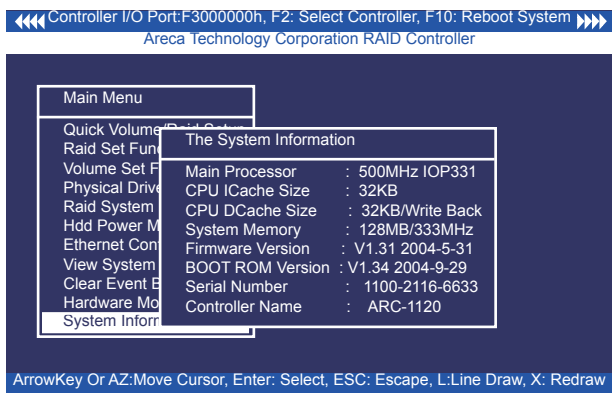 Controller I/O Port:F3000000h, F2: Select Controller, F10: Reboot System
Areca Technology Corporation RAID Controller
Main Menu
Quick Volume/Raid Setup
Raid Set Fun
Volume Set F
Physical Drive
Raid System
Hdd Power M
Ethernet Con
View System
Clear Event B
Hardware Mo
System Inforr
The System Information
Main Processor : 500MHz IOP331
CPU ICache Size : 32KB
CPU DCache Size : 32KB/Write Back
System Memory : 128MB/333MHz
Firmware Version : V1.31 2004-5-31
BOOT ROM Version : V1.34 2004-9-29
Serial Number : 1100-2116-6633
Controller Name : ARC-1120
ArrowKey Or AZ:Move Cursor, Enter: Select, ESC: Escape, L:Line Draw, X: Redraw